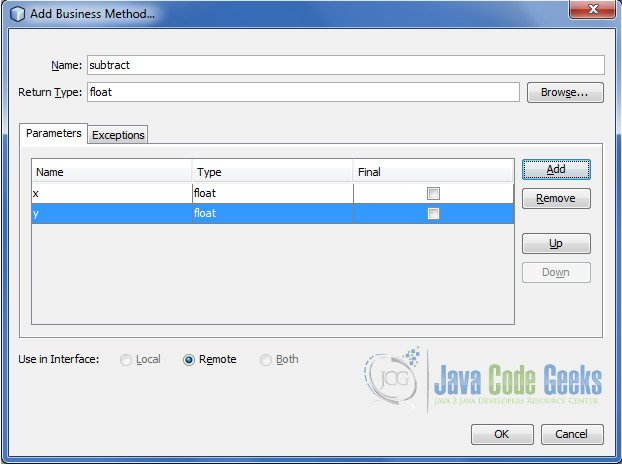 Add Business Method...
Name: subtract
Return Type: float Browse...
Parameters Exceptions
Name Type Final Add
x float
y float Remove
Up
Down
Use in Interface: Local Remote Both
JCG Java Code Geeks
JAVA 2 JAVA DEVELOPERS RESOURCE CENTER
OK Cancel